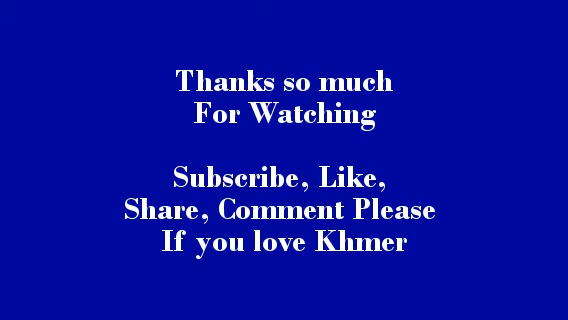 Thanks so much
For Watching
Subscribe, Like,
Share, Comment Please
If you love Khmer